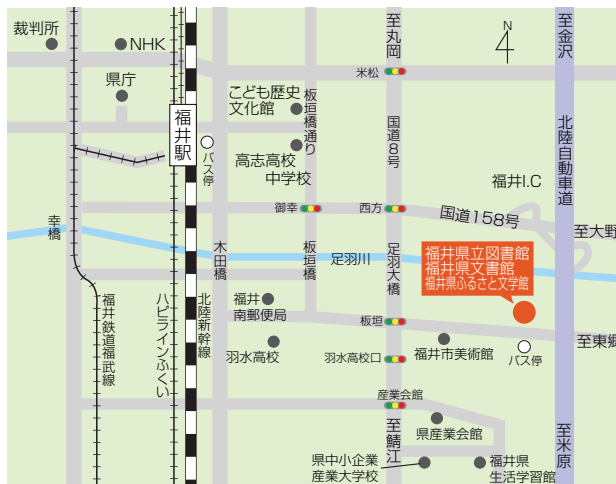 裁判所
NHK
県庁
福井駅
バス停
こども歴史
文化館
高志高校
中学校
板垣橋通り
至丸岡
米松
国道8号
N
至金沢
北陸自動車道
福井I.C
御幸
西方
国道158号
至大野
幸橋
木田橋
板垣橋
足羽川
足羽大橋
福井県立図書館
福井県文書館
福井県ふるさと文学館
福井鉄道福武線
ハピラインふくい
北陸新幹線
福井
南郵便局
羽水高校
板垣
羽水高校口
福井市美術館
バス停
至東郷
産業会館
至鯖江
県産業会館
県中小企業
産業大学校
福井県
生活学習館
至米原